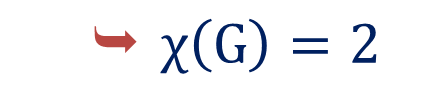 ➥ χ(G) = 2